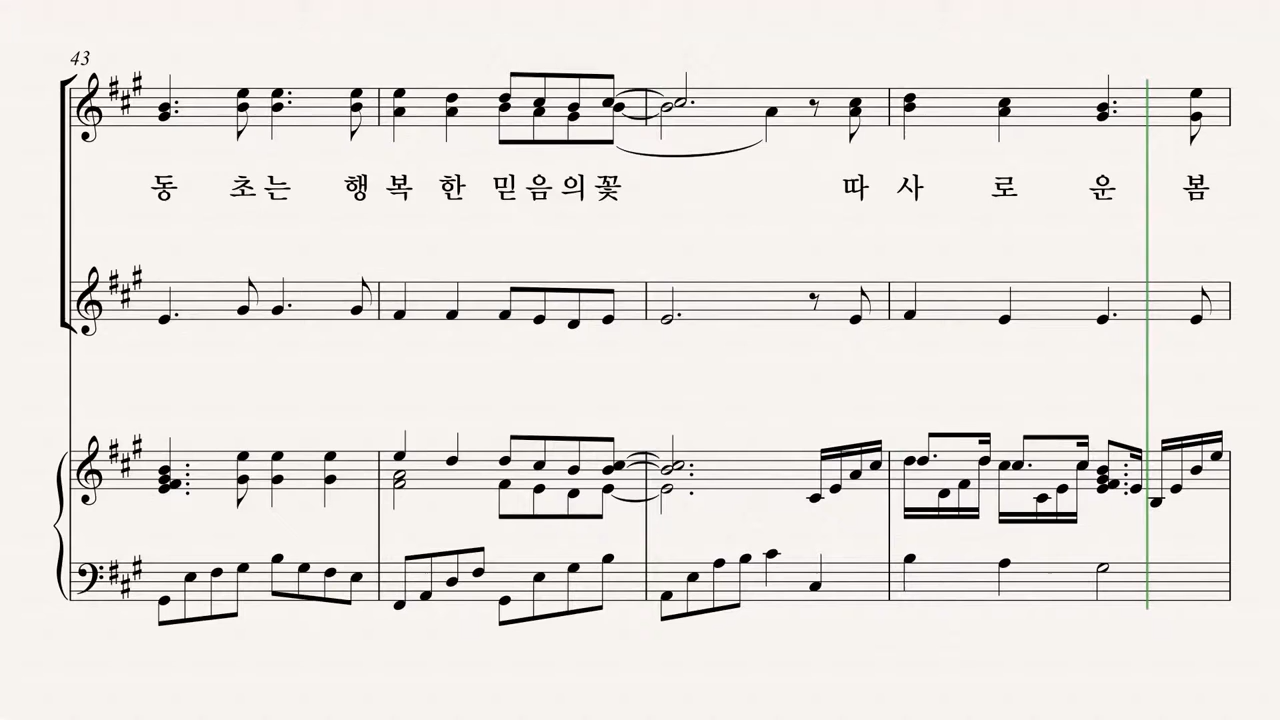 43
동 초는 행 복 한 믿 음 의 꽃 따 사 로 운 봄